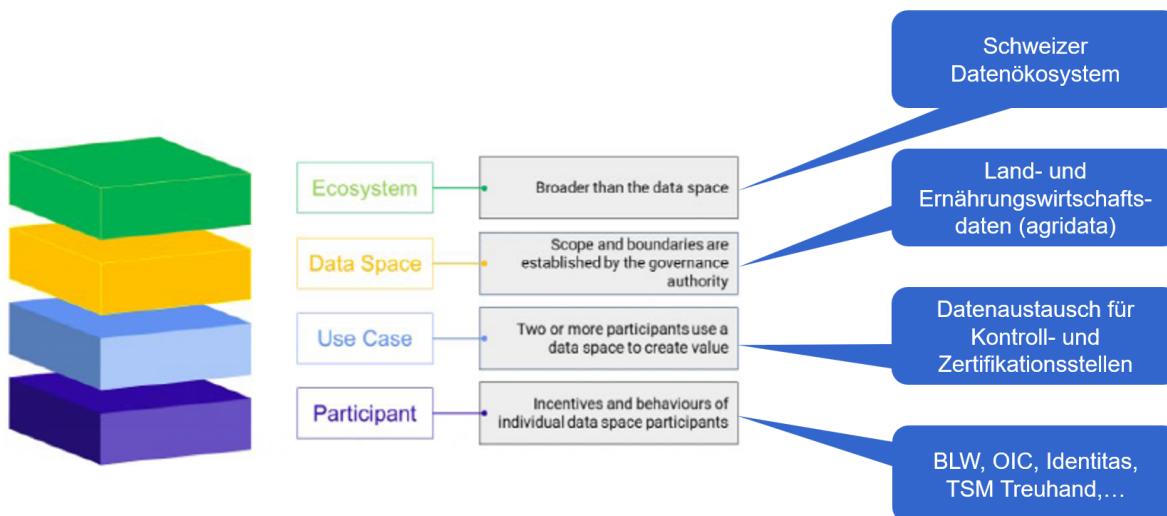 Schweizer
Datenökosystem
Ecosystem
Broader than the data space
Land- und
Ernährungswirtschafts-
daten (agridata)
Data Space
Scope and boundaries are
established by the governance
authority
Use Case
Two or more participants use a
data space to create value
Datenaustausch für
Kontroll- und
Zertifikationsstellen
Participant
Incentives and behaviours of
individual data space participants
BLW, OIC, Identitas,
TSM Treuhand,…